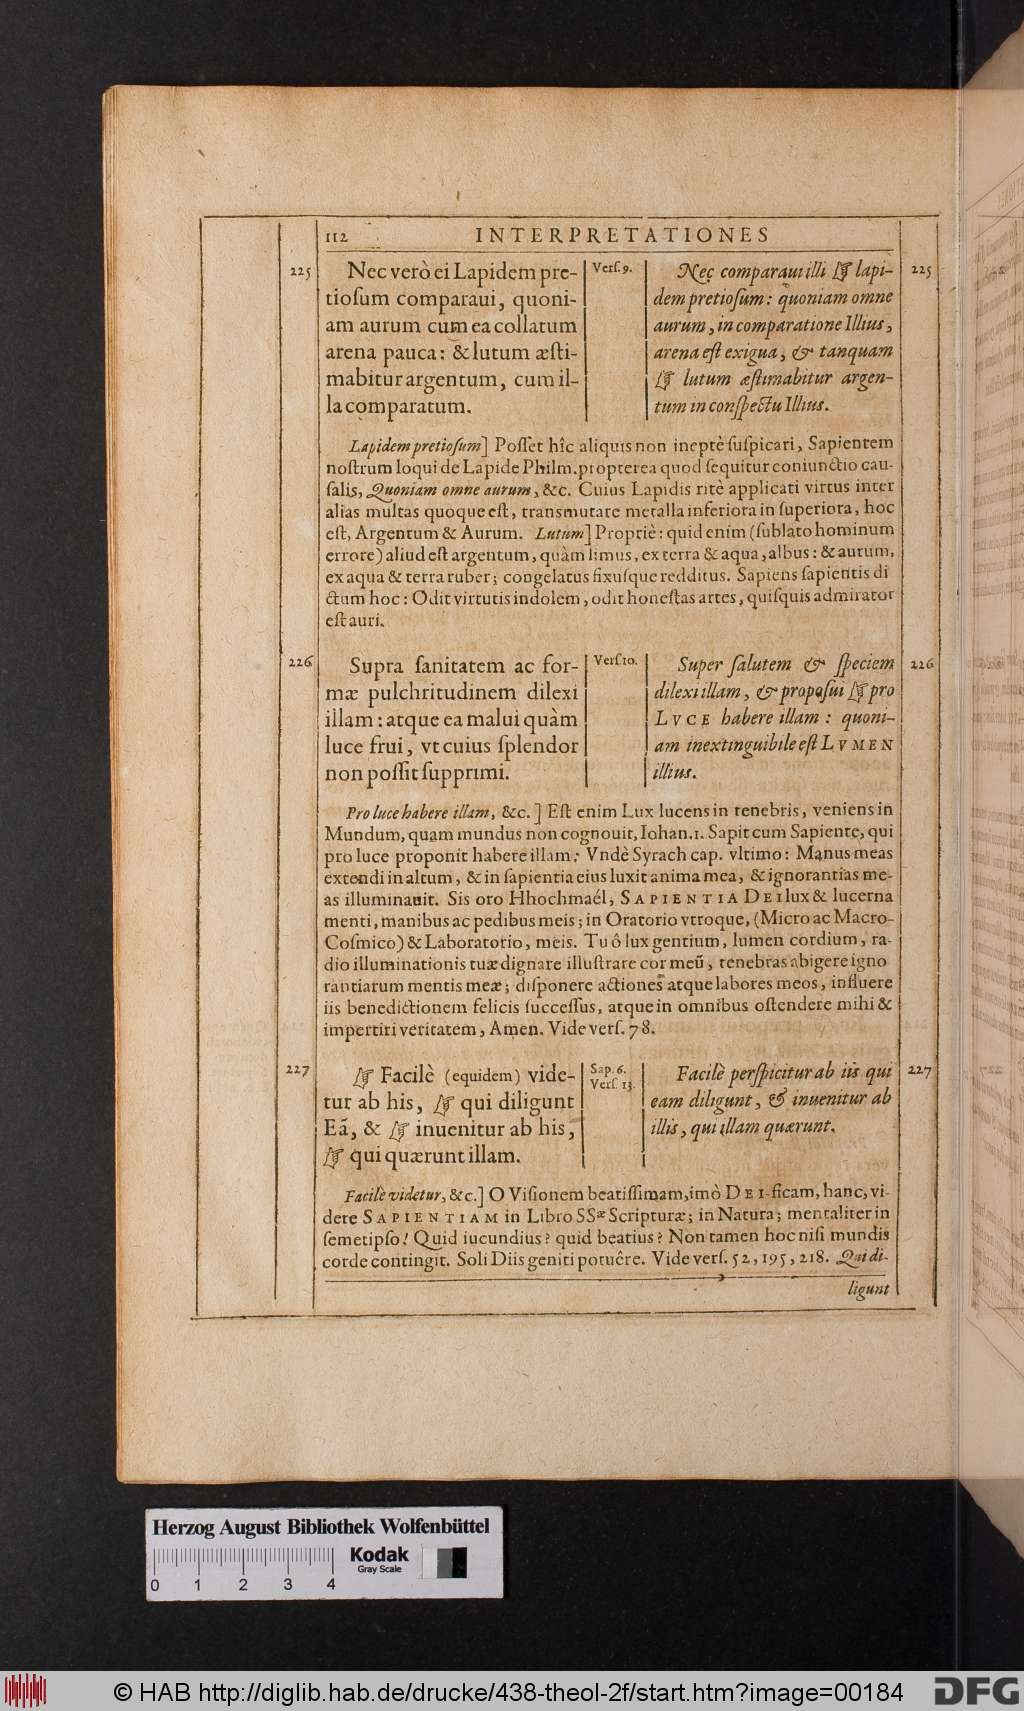 112 INTERPRETATIONES
225
Nec verò ei Lapidem pre-
tiosum comparaui, quoni-
am aurum cum ea collatum
arena pauca: & lutum æsti-
mabitur argentum, cum il-
la comparatum.
Vers. 9.
Nec comparaui illi ☞ lapi-
dem pretiosum: quoniam omne
aurum, in comparatione Illius,
arena est exigua, & tanquam
☞ lutum æstimabitur argen-
tum in conspectu Illius.
225
Lapidem pretiosum] Posset hîc aliquis non ineptè suspicari, Sapientem
nostrum loqui de Lapide Philm. propterea quod sequitur coniunctio cau-
salis, Quoniam omne aurum, &c. Cuius Lapidis ritè applicati virtus inter
alias multas quoque est, transmutare metalla inferiora in superiora, hoc
est, Argentum & Aurum. Lutum] Propriè: quid enim (sublato hominum
errore) aliud est argentum, quàm limus, ex terra & aqua, albus: & aurum,
ex aqua & terra ruber; congelatus fixusque redditus. Sapiens sapientis di
ctum hoc: Odit virtutis indolem, odit honestas artes, quisquis admirator
est auri.
226
Supra sanitatem ac for-
mæ pulchritudinem dilexi
illam: atque ea malui quàm
luce frui, vt cuius splendor
non possit supprimi.
Vers 10.
Super salutem & speciem
dilexi illam, & proposui ☞ pro
LVCE habere illam: quoni-
am inextinguibile est LVMEN
illius.
226
Pro luce habere illam, &c.] Est enim Lux lucens in tenebris, veniens in
Mundum, quam mundus non cognouit, Iohan. 1. Sapit cum Sapiente, qui
pro luce proponit habere illam: Vndè Syrach cap. vltimo: Manus meas
extendi in altum, & in sapientia eius luxit anima mea, & ignorantias me-
as illuminauit. Sis oro Hhochmaél, SAPIENTIA DEI lux & lucerna
menti, manibus ac pedibus meis; in Oratorio vtroque, (Micro ac Macro-
Cosmico) & Laboratorio, meis. Tu ô lux gentium, lumen cordium, ra-
dio illuminationis tuæ dignare illustrare cor meũ, tenebras abigere igno
rantiarum mentis meæ; disponere actiones atque labores meos, influere
iis benedictionem felicis successus, atque in omnibus ostendere mihi &
impertiri veritatem, Amen. Vide vers. 78.
227
☞ Facilè (equidem) vide-
tur ab his, ☞ qui diligunt
Eã, & ☞ inuenitur ab his,
☞ qui quærunt illam.
Sap. 6.
Vers 13.
Facilè perspicitur ab iis qui
eam diligunt, & inuenitur ab
illis, qui illam quærunt.
227
Facilè videtur, &c.] O Visionem beatissimam, imò DEI-ficam, hanc, vi-
dere SAPIENTIAM in Libro SSæ Scripturæ; in Natura; mentaliter in
semetipso! Quid iucundius? quid beatius? Non tamen hoc nisi mundis
corde contingit. Soli Diis geniti potuêre. Vide vers. 52, 195, 218. Qui di-
ligunt
Herzog August Bibliothek Wolfenbüttel
Kodak
Gray Scale
0 1 2 3 4
© HAB http://diglib.hab.de/drucke/438-theol-2f/start.htm?image=00184
DFG